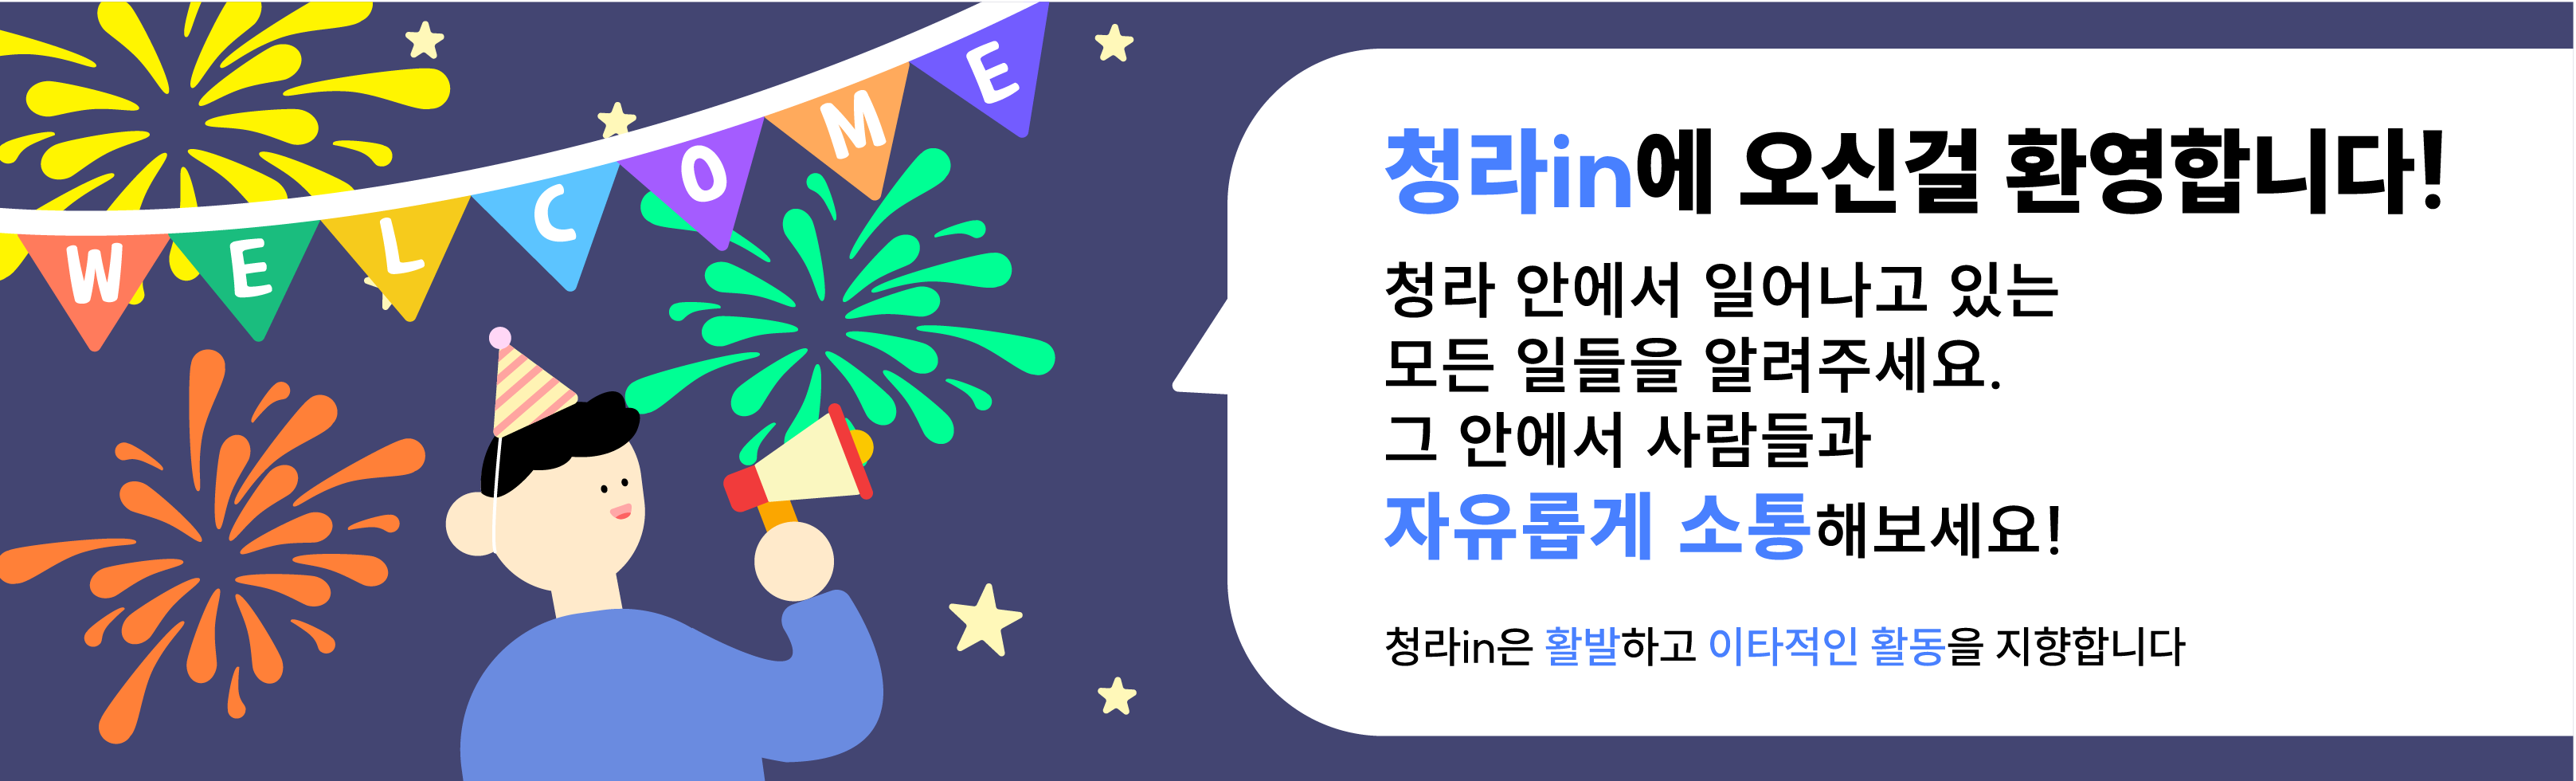 WELCOME
청라in에 오신걸 환영합니다!
청라 안에서 일어나고 있는
모든 일들을 알려주세요.
그 안에서 사람들과
자유롭게 소통해보세요!
청라in은 활발하고 이타적인 활동을 지향합니다